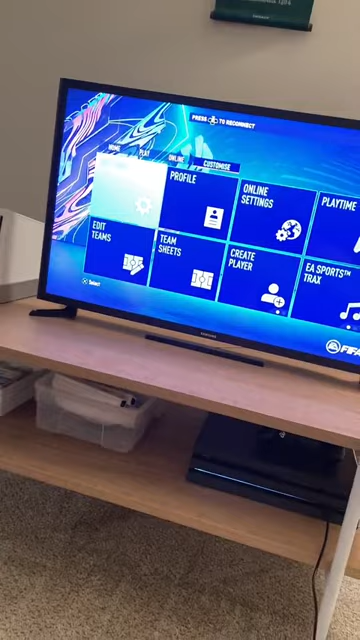 PRESS TO RECONNECT
HOME PLAY ONLINE CUSTOMISE
PROFILE
ONLINE
SETTINGS
PLAYTIME
EDIT
TEAMS
TEAM
SHEETS
CREATE
PLAYER
EA SPORTS™
TRAX
Select
SAMSUNG
EA FIFA